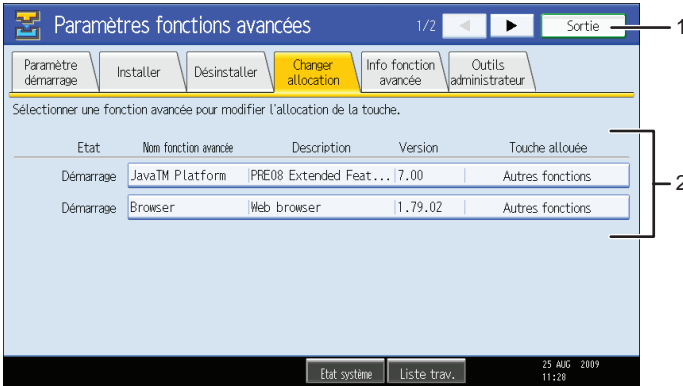 Paramètres fonctions avancées 1/2 Sortie 1
Paramètre démarrage Installer Désinstaller Changer allocation Info fonction avancée Outils administrateur
Sélectionner une fonction avancée pour modifier l'allocation de la touche.
Etat Nom fonction avancée Description Version Touche allouée
Démarrage JavaTM Platform PRE08 Extended Feat... 7.00 Autres fonctions
2
Démarrage Browser Web browser 1.79.02 Autres fonctions
Etat système Liste trav. 25 AUG 2009
11:28